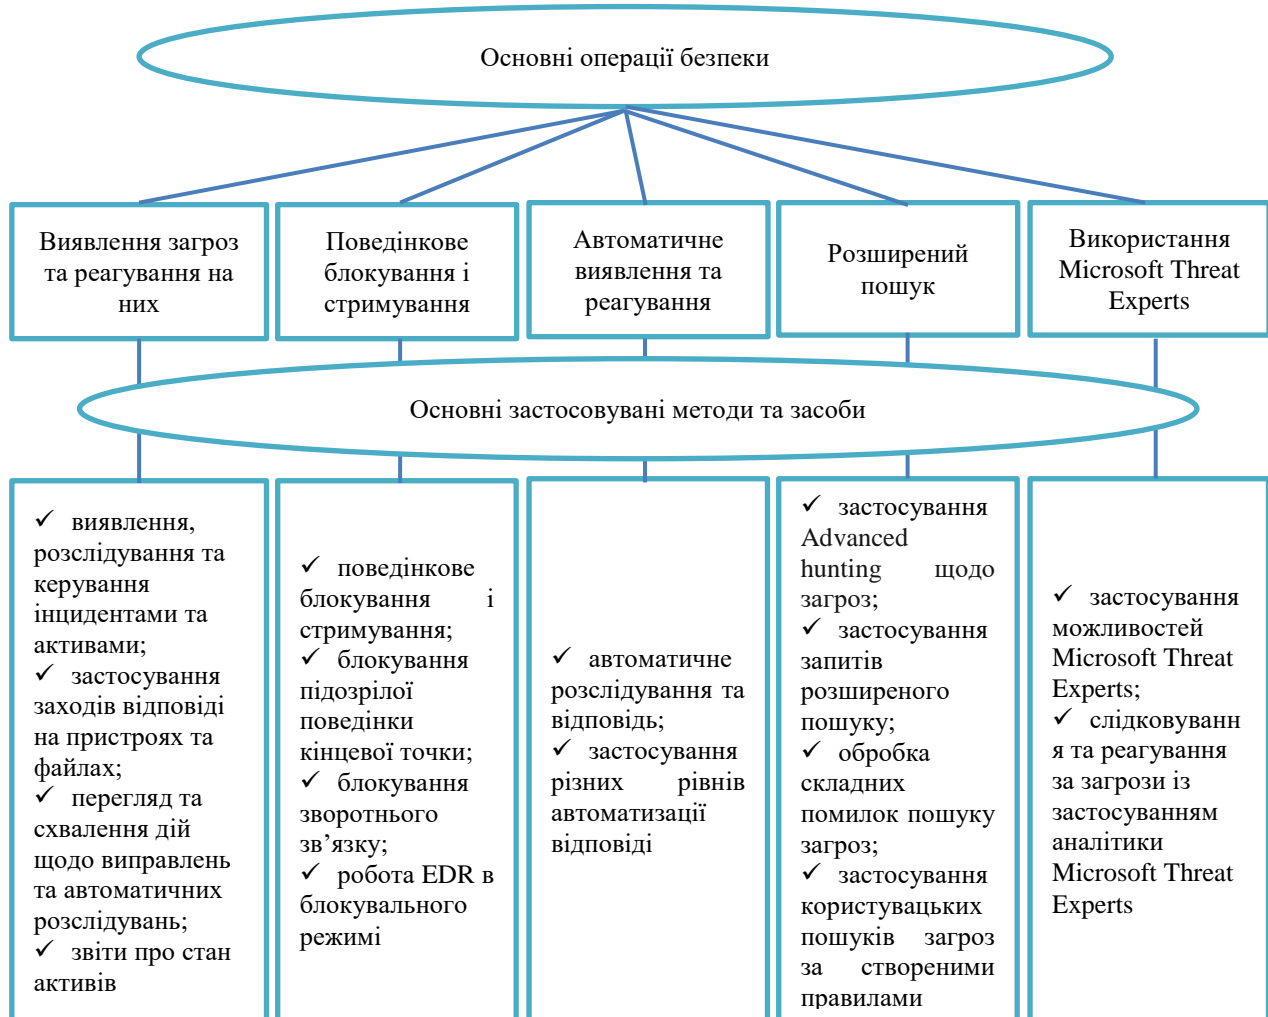 Основні операції безпеки
Виявлення загроз
та реагування на
них
Поведінкове
блокування і
стримування
Автоматичне
виявлення та
реагування
Розширений
пошук
Використання
Microsoft Threat
Experts
Основні застосовувані методи та засоби
✓ виявлення,
розслідування та
керування
інцидентами та
активами;
✓ застосування
заходів відповіді
на пристроях та
файлах;
✓ перегляд та
схвалення дій
щодо виправлень
та автоматичних
розслідувань;
✓ звіти про стан
активів
✓ поведінкове
блокування і
стримування;
✓ блокування
підозрілої
поведінки
кінцевої точки;
✓ блокування
зворотнього
зв’язку;
✓ робота EDR в
блокувального
режимі
✓ автоматичне
розслідування та
відповідь;
✓ застосування
різних рівнів
автоматизації
відповіді
✓ застосування
Advanced
hunting щодо
загроз;
✓ застосування
запитів
розширеного
пошуку;
✓ обробка
складних
помилок пошуку
загроз;
✓ застосування
користувацьких
пошуків загроз
за створеними
правилами
✓ застосування
можливостей
Microsoft Threat
Experts;
✓ слідковуванн
я та реагування
за загрози із
застосуванням
аналітики
Microsoft Threat
Experts